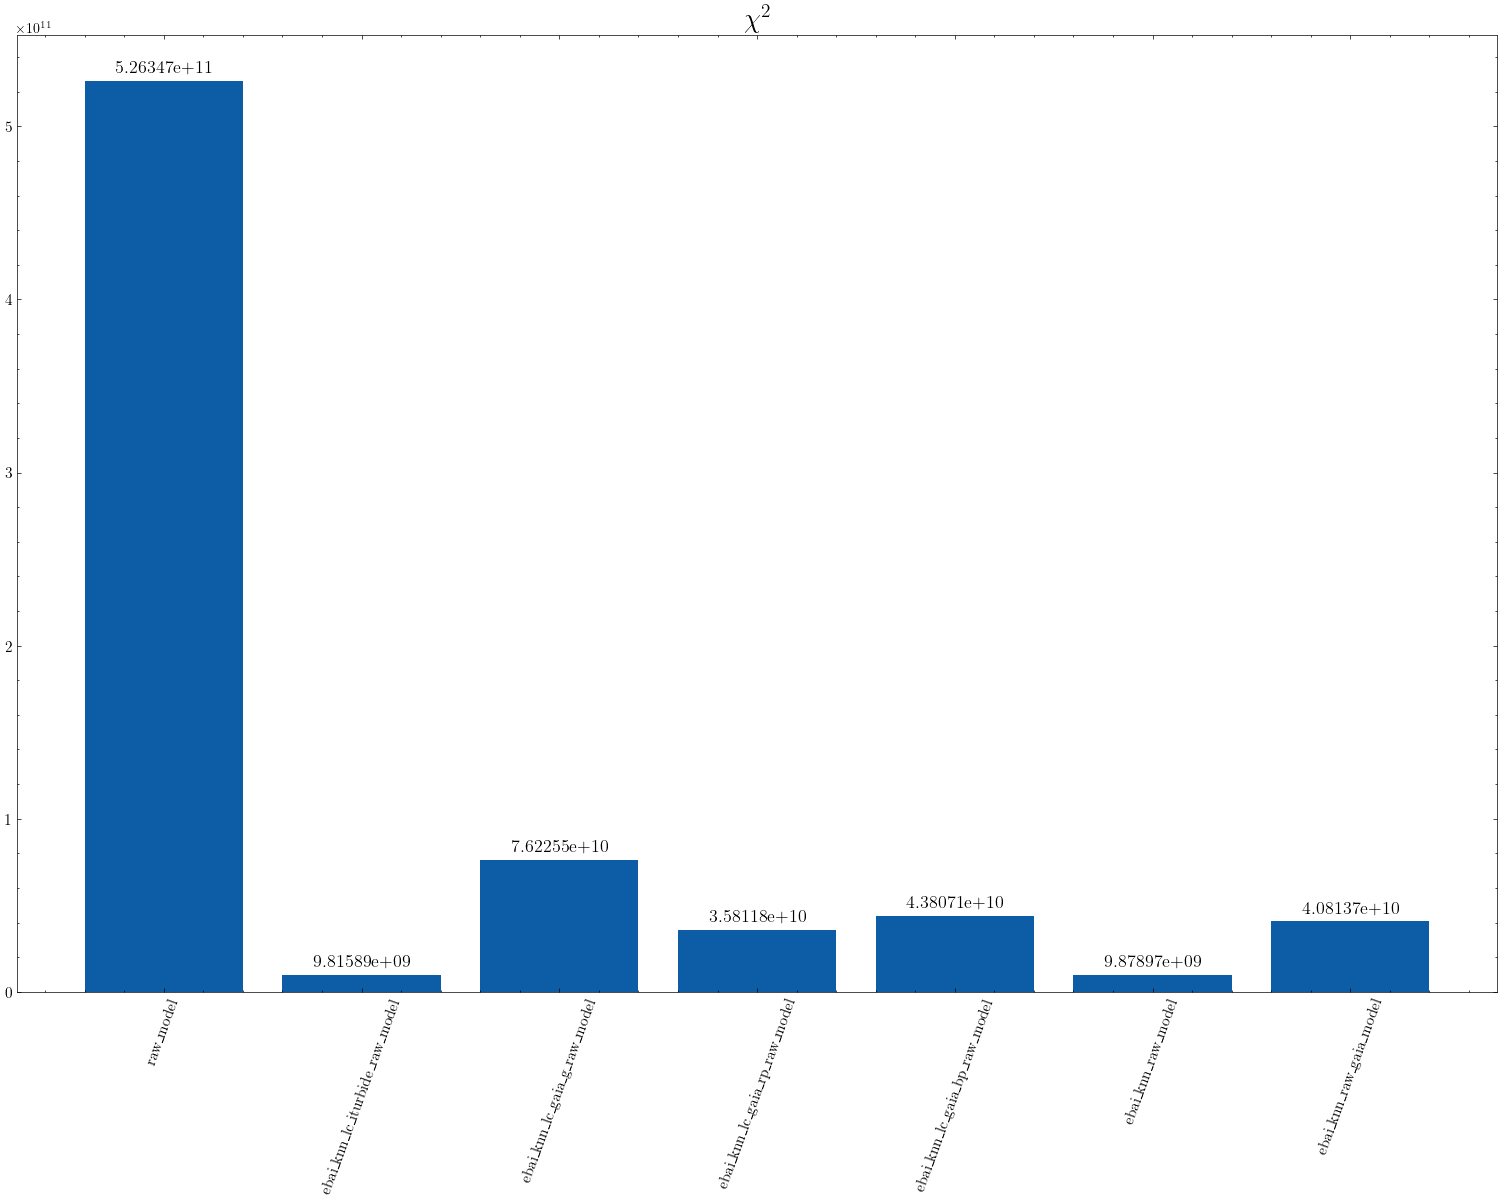 χ²
×10¹¹
5.26347e+11
9.81589e+09
7.62255e+10
3.58118e+10
4.38071e+10
9.87897e+09
4.08137e+10
5
4
3
2
1
0
raw_model
ebai_knn_lc_iturbide_raw_model
ebai_knn_lc_gaia_g_raw_model
ebai_knn_lc_gaia_rp_raw_model
ebai_knn_lc_gaia_bp_raw_model
ebai_knn_raw_model
ebai_knn_raw_gaia_model